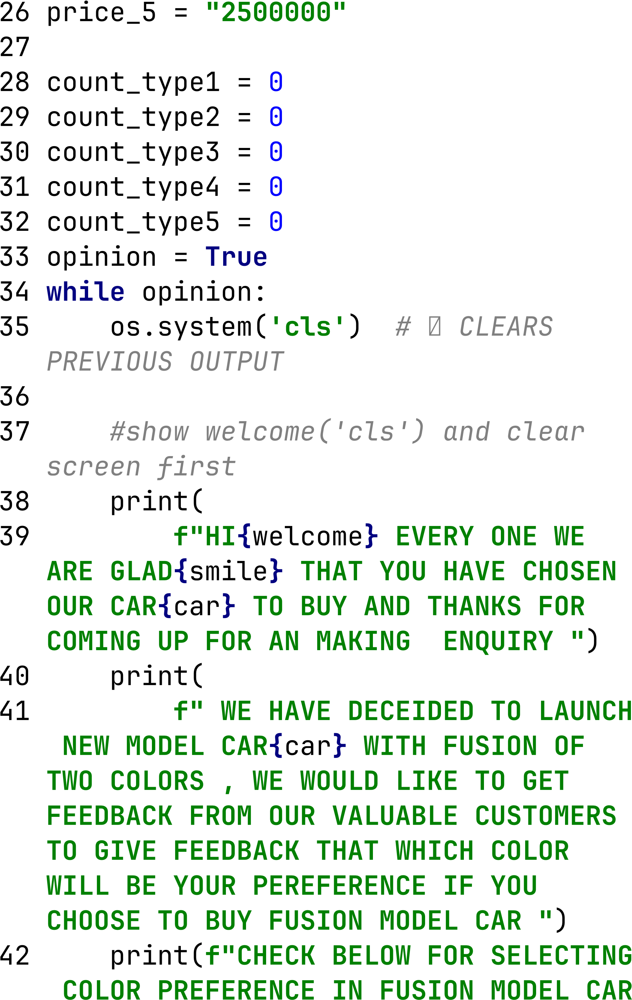 26 price_5 = "2500000"
27
28 count_type1 = 0
29 count_type2 = 0
30 count_type3 = 0
31 count_type4 = 0
32 count_type5 = 0
33 opinion = True
34 while opinion:
35     os.system('cls')  # CLEARS
PREVIOUS OUTPUT
36
37     #show welcome('cls') and clear
screen first
38     print(
39         f"HI{welcome} EVERY ONE WE
ARE GLAD{smile} THAT YOU HAVE CHOSEN
OUR CAR{car} TO BUY AND THANKS FOR
COMING UP FOR AN MAKING  ENQUIRY ")
40     print(
41         f" WE HAVE DECEIDED TO LAUNCH
NEW MODEL CAR{car} WITH FUSION OF
TWO COLORS , WE WOULD LIKE TO GET
FEEDBACK FROM OUR VALUABLE CUSTOMERS
TO GIVE FEEDBACK THAT WHICH COLOR
WILL BE YOUR PEREFERENCE IF YOU
CHOOSE TO BUY FUSION MODEL CAR ")
42     print(f"CHECK BELOW FOR SELECTING
COLOR PREFERENCE IN FUSION MODEL CAR